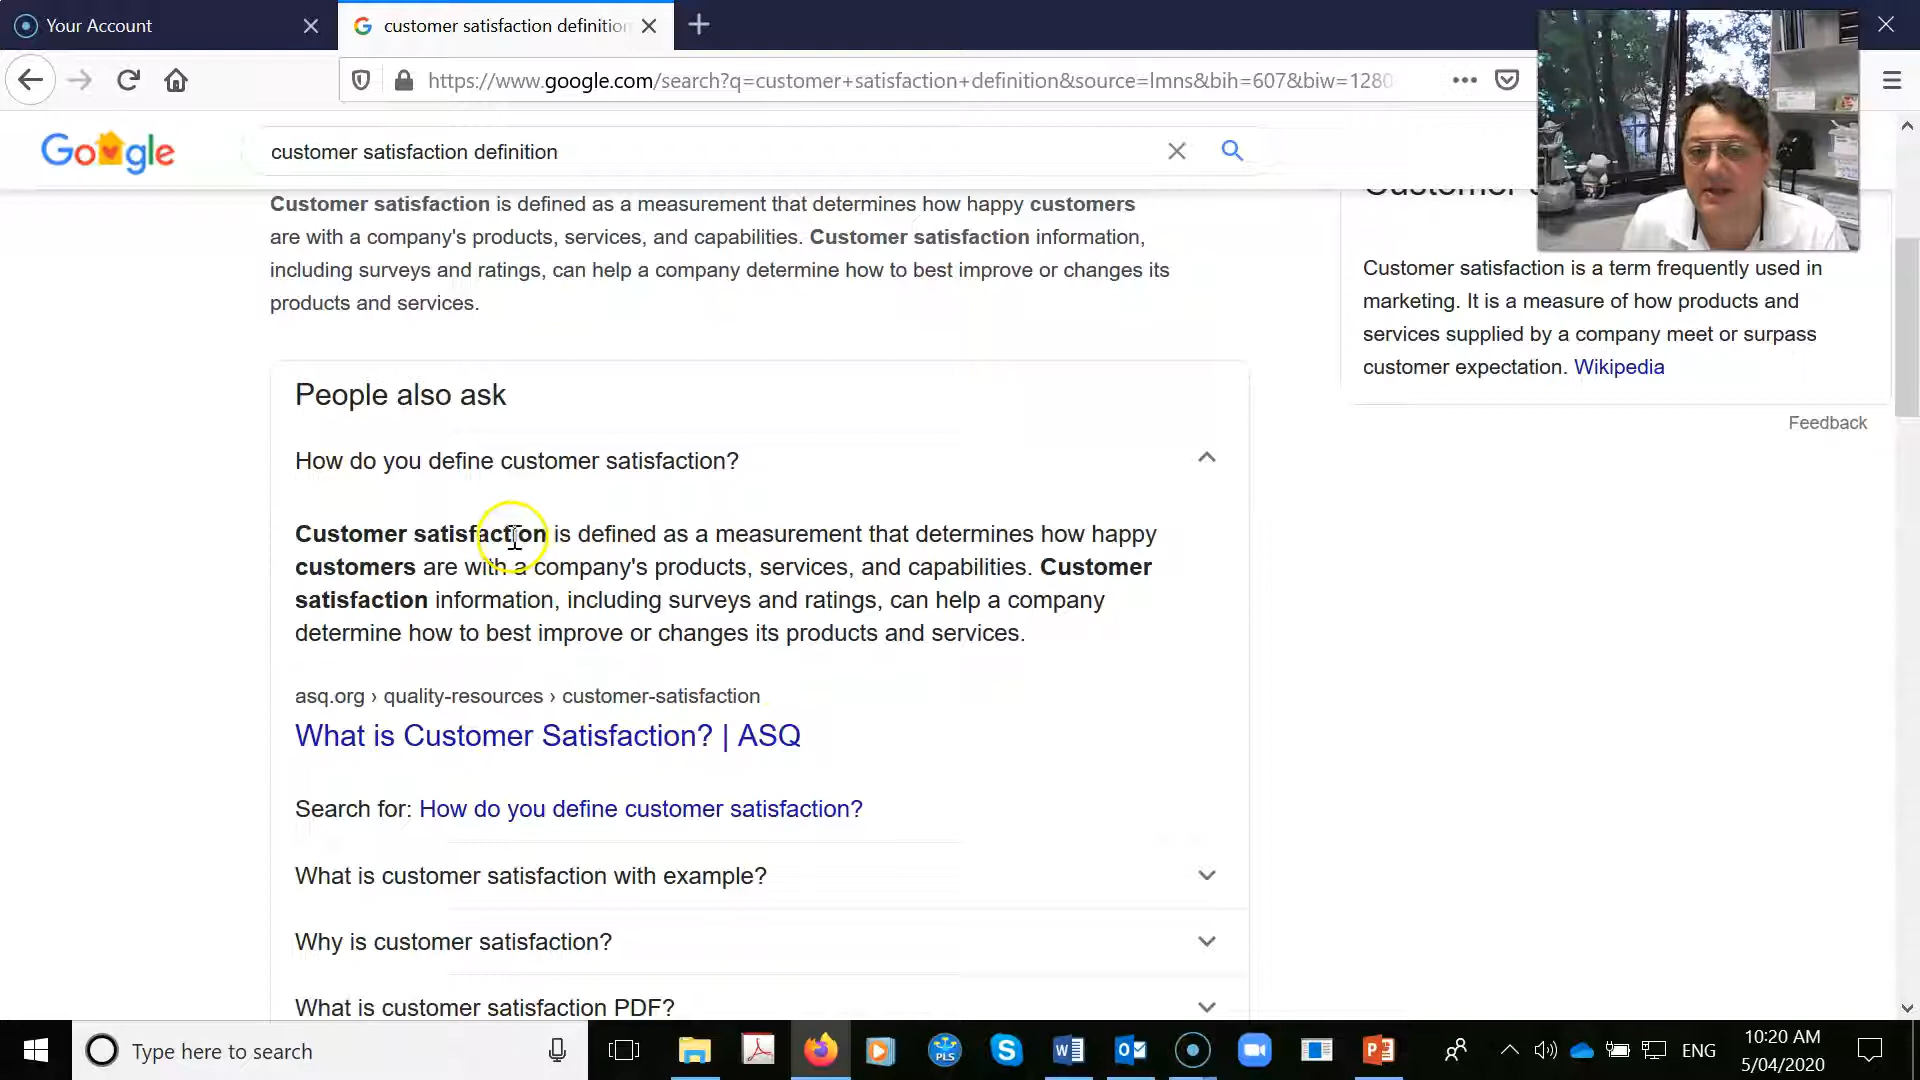 Your Account
customer satisfaction definition
https://www.google.com/search?q=customer+satisfaction+definition&source=lmns&bih=607&biw=1280
Google
customer satisfaction definition
Customer satisfaction is defined as a measurement that determines how happy customers
are with a company's products, services, and capabilities. Customer satisfaction information,
including surveys and ratings, can help a company determine how to best improve or changes its
products and services.
Customer
Customer satisfaction is a term frequently used in
marketing. It is a measure of how products and
services supplied by a company meet or surpass
customer expectation. Wikipedia
Feedback
People also ask
How do you define customer satisfaction?
Customer satisfaction is defined as a measurement that determines how happy
customers are with a company's products, services, and capabilities. Customer
satisfaction information, including surveys and ratings, can help a company
determine how to best improve or changes its products and services.
asq.org › quality-resources › customer-satisfaction
What is Customer Satisfaction? | ASQ
Search for: How do you define customer satisfaction?
What is customer satisfaction with example?
Why is customer satisfaction?
What is customer satisfaction PDF?
Type here to search
PLS
ENG
10:20 AM
5/04/2020